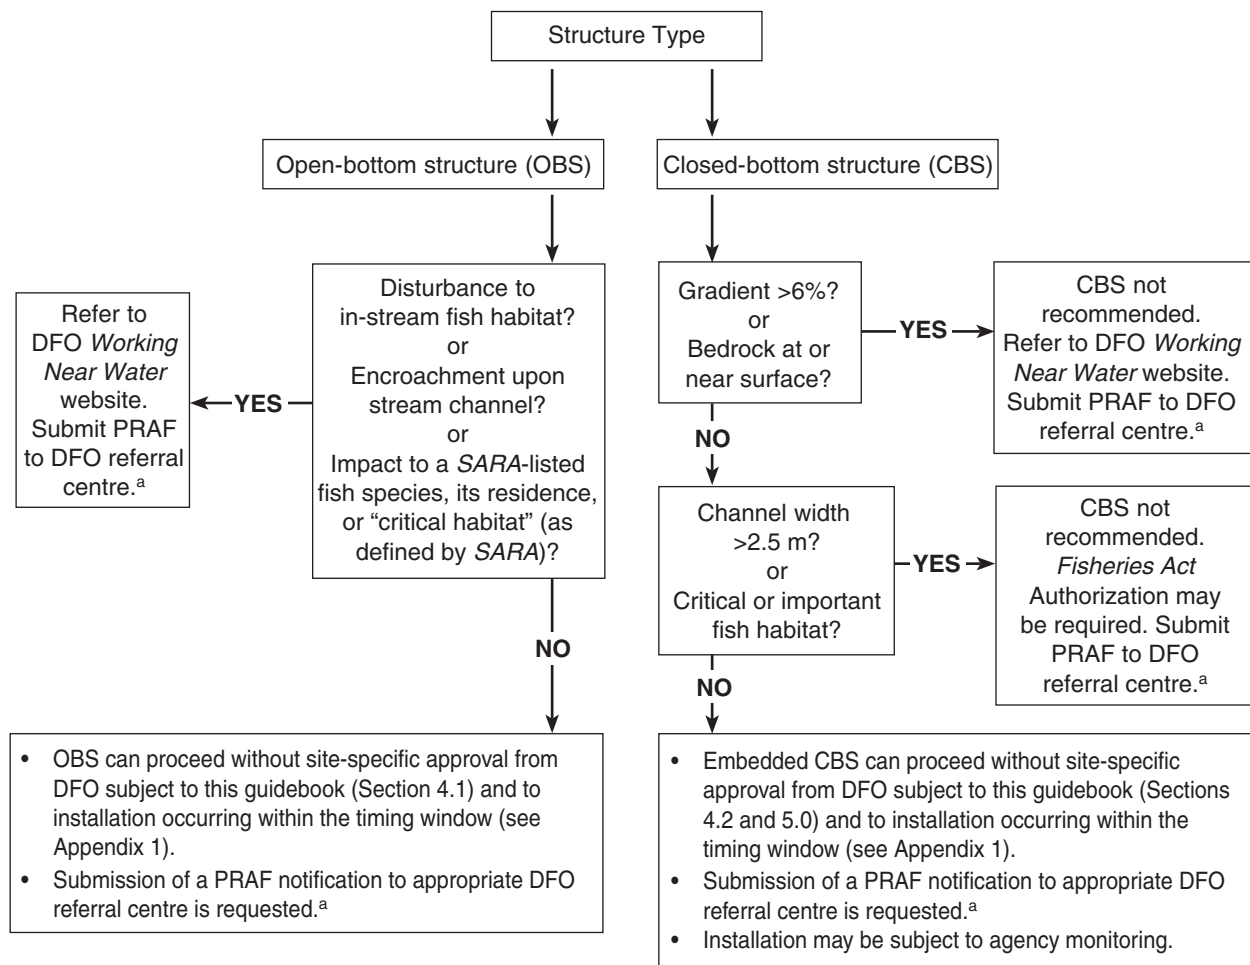 Structure Type
Open-bottom structure (OBS)
Closed-bottom structure (CBS)
Refer to
DFO Working
Near Water
website.
Submit PRAF
to DFO referral
centre.a
YES
Disturbance to
in-stream fish habitat?
or
Encroachment upon
stream channel?
or
Impact to a SARA-listed
fish species, its residence,
or “critical habitat” (as
defined by SARA)?
NO
Gradient >6%?
or
Bedrock at or
near surface?
YES
CBS not
recommended.
Refer to DFO Working
Near Water website.
Submit PRAF to DFO
referral centre.a
NO
Channel width
>2.5 m?
or
Critical or important
fish habitat?
YES
CBS not
recommended.
Fisheries Act
Authorization may
be required. Submit
PRAF to DFO
referral centre.a
NO
• OBS can proceed without site-specific approval from
DFO subject to this guidebook (Section 4.1) and to
installation occurring within the timing window (see
Appendix 1).
• Submission of a PRAF notification to appropriate DFO
referral centre is requested.a
• Embedded CBS can proceed without site-specific
approval from DFO subject to this guidebook (Sections
4.2 and 5.0) and to installation occurring within the
timing window (see Appendix 1).
• Submission of a PRAF notification to appropriate DFO
referral centre is requested.a
• Installation may be subject to agency monitoring.